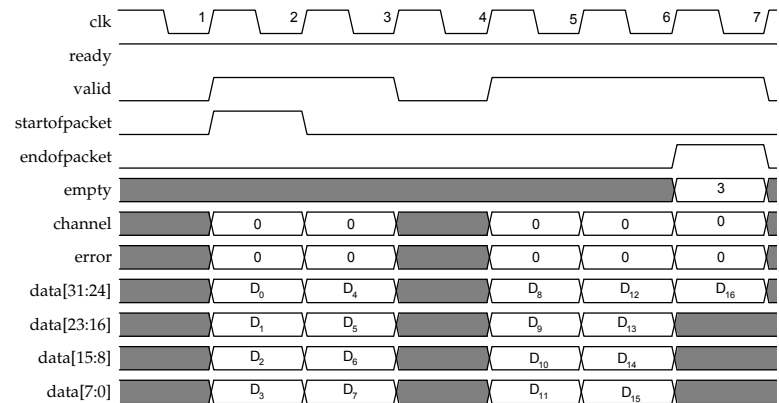 clk 1 2 3 4 5 6 7
ready
valid
startofpacket
endofpacket
empty 3
channel 0 0 0 0 0
error 0 0 0 0 0
data[31:24] D0 D4 D8 D12 D16
data[23:16] D1 D5 D9 D13
data[15:8] D2 D6 D10 D14
data[7:0] D3 D7 D11 D15